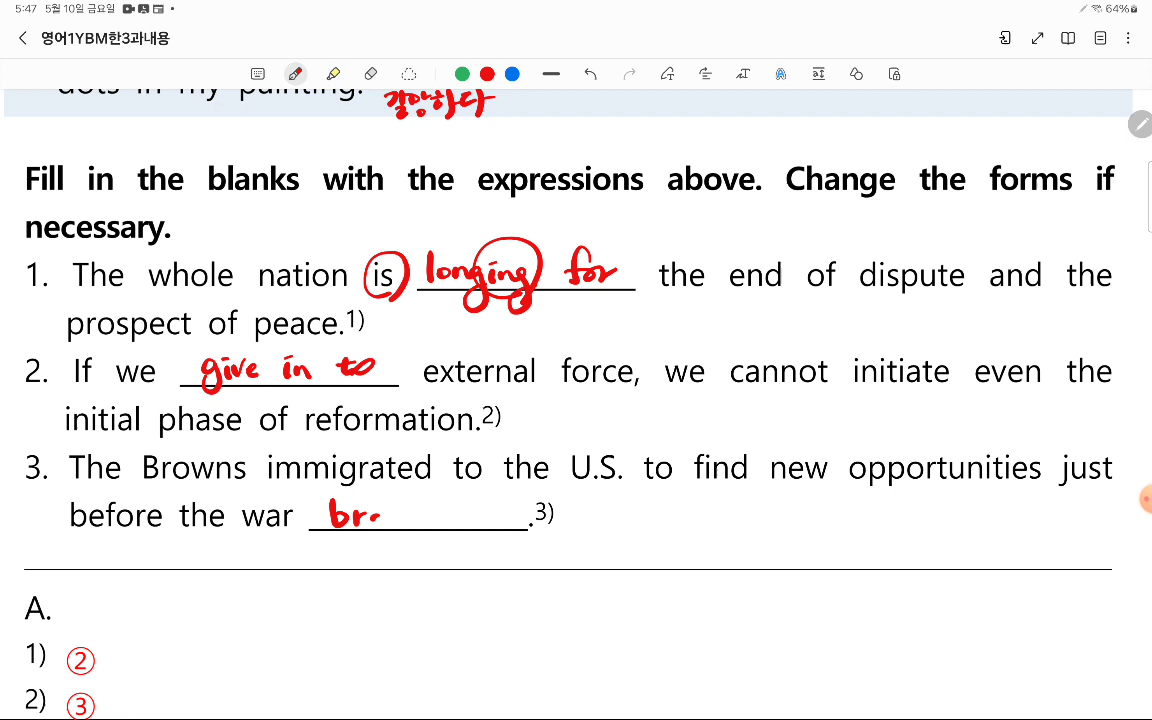 5:47 5월 10일 금요일 64%
영어1YBM한3과내용
dots in my painting. 갈망하다
Fill in the blanks with the expressions above. Change the forms if
necessary.
1. The whole nation is longing for the end of dispute and the
prospect of peace.1)
2. If we give in to external force, we cannot initiate even the
initial phase of reformation.2)
3. The Browns immigrated to the U.S. to find new opportunities just
before the war bro .3)
A.
1) ②
2) ③